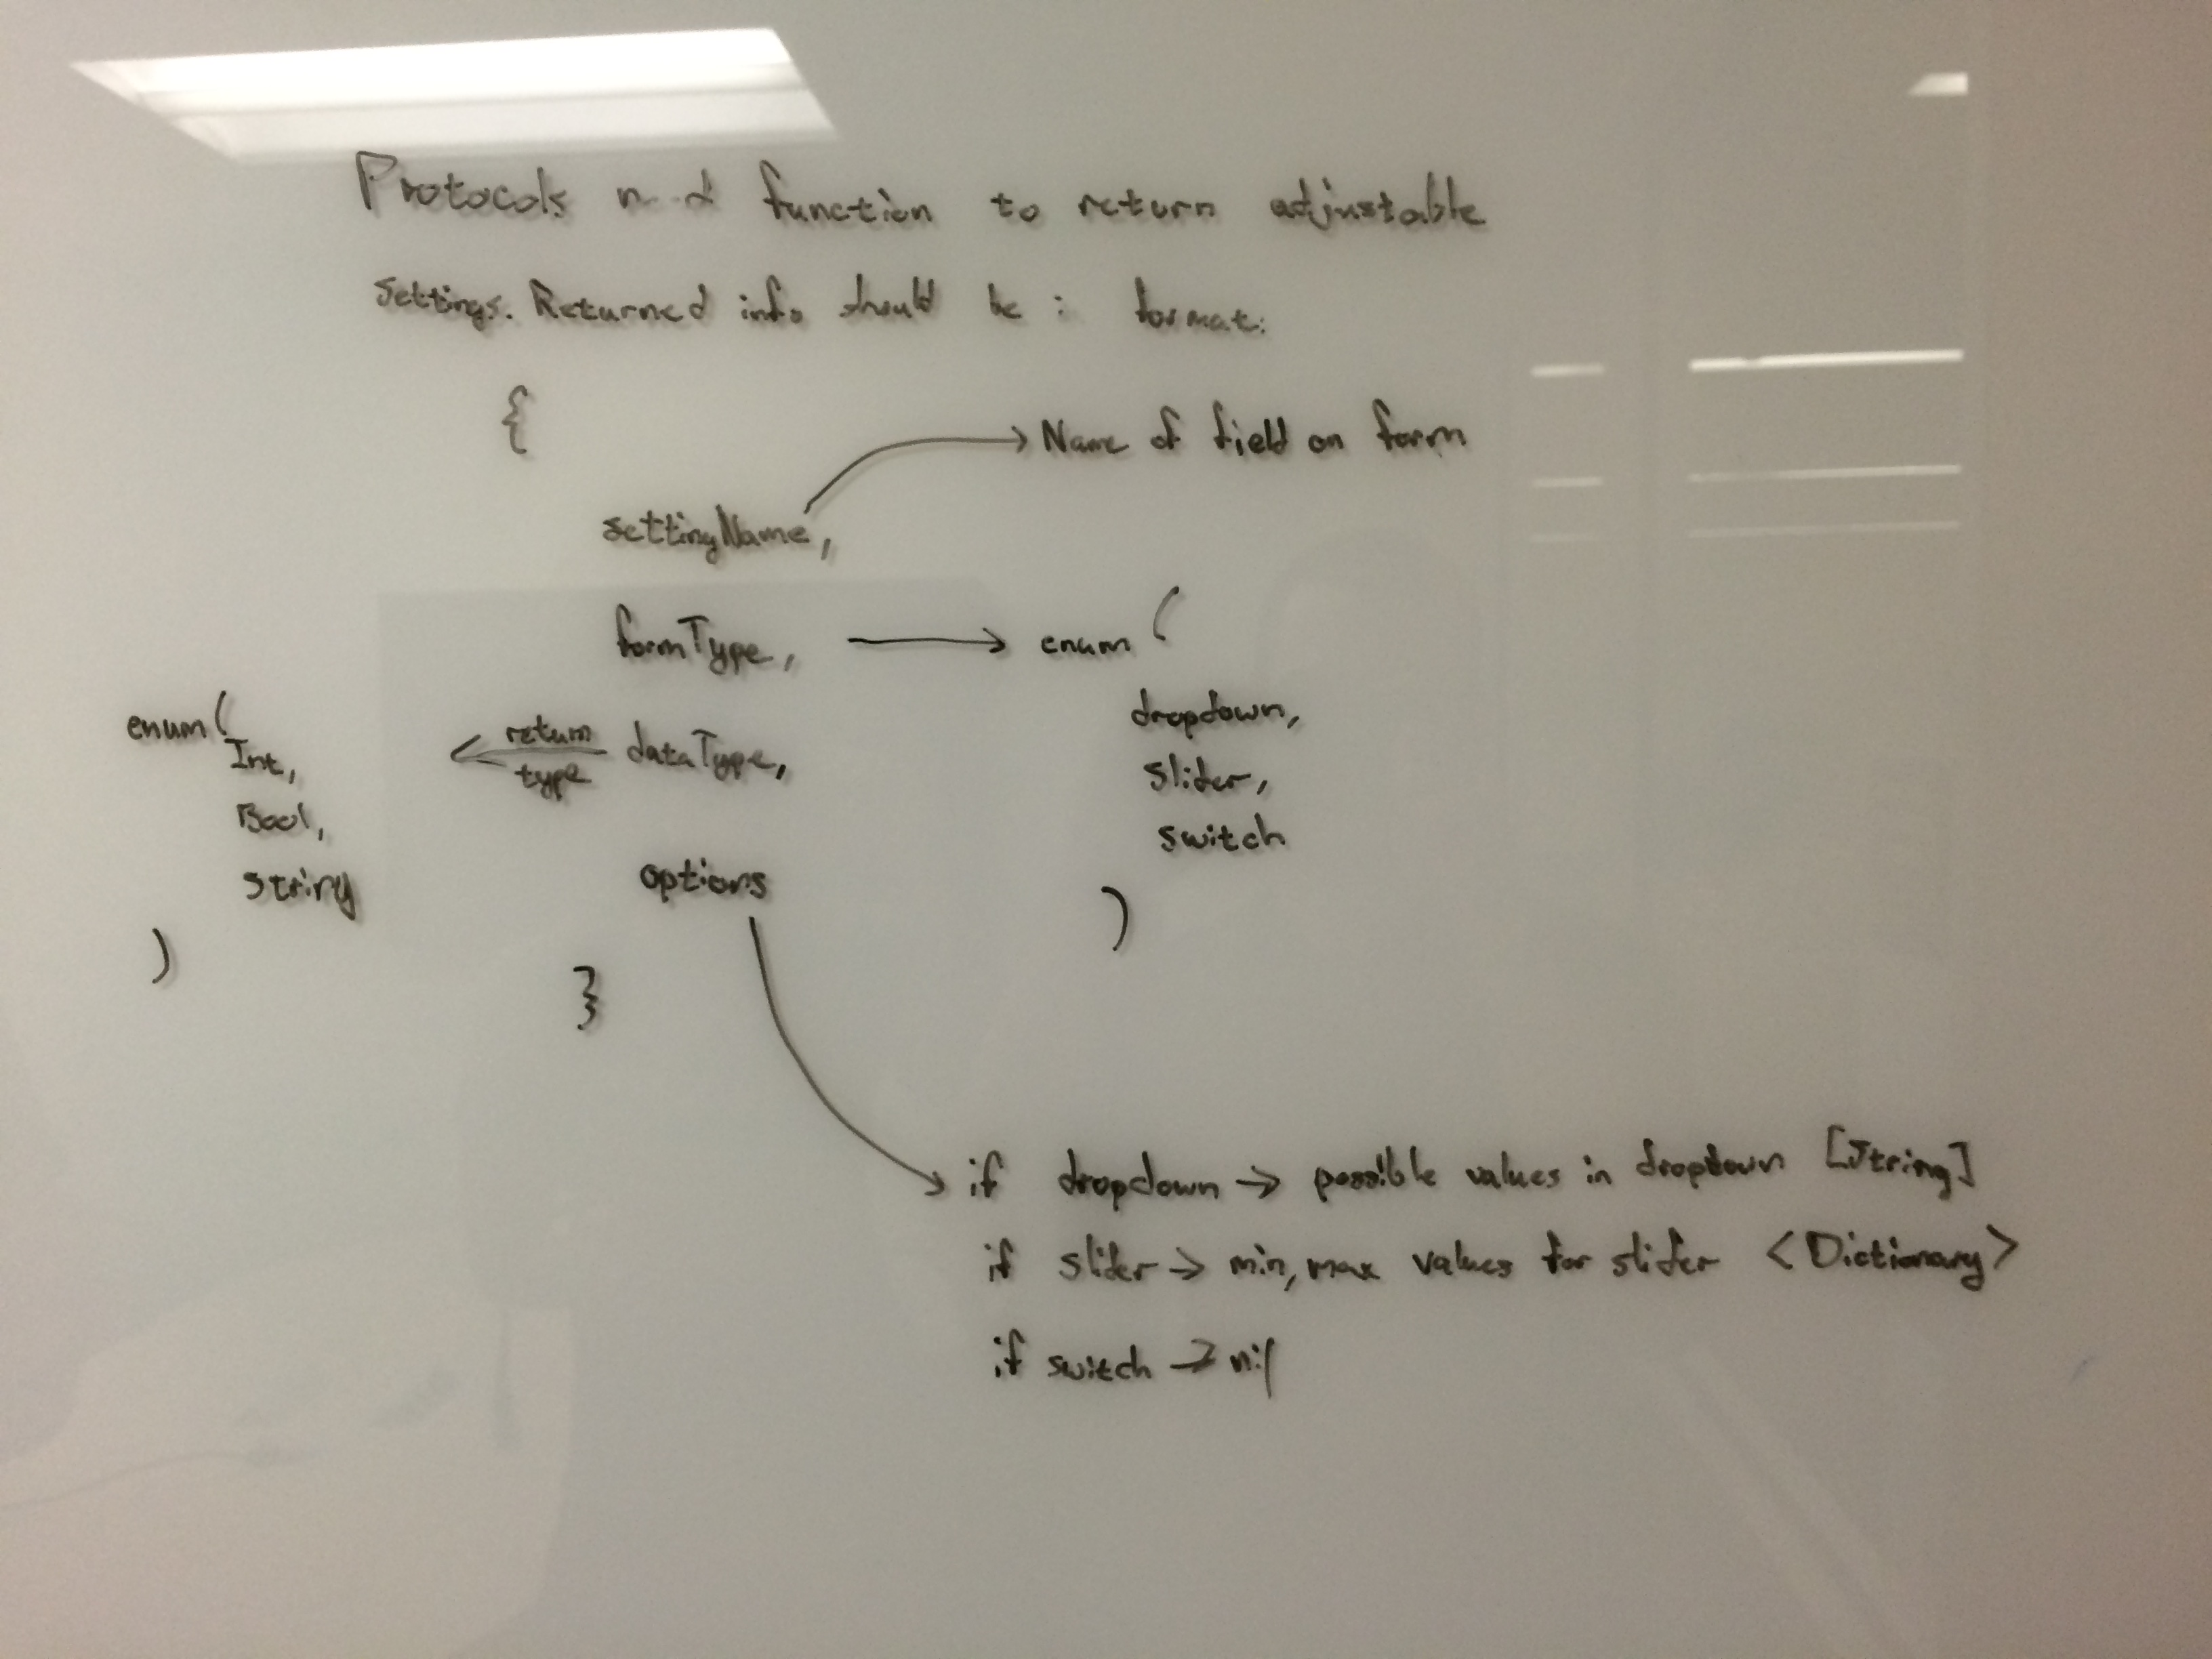 Protocols function to return adjustable
settings. Returned info should be format:
{
settingName,
Name of field on form
formType,
enum (
dropdown,
slider,
switch
)
dataType,
return
type
enum (
Int,
Bool,
String
)
options
}
if dropdown → possible values in dropdown [String]
if slider → min, max values for slider <Dictionary>
if switch → nil